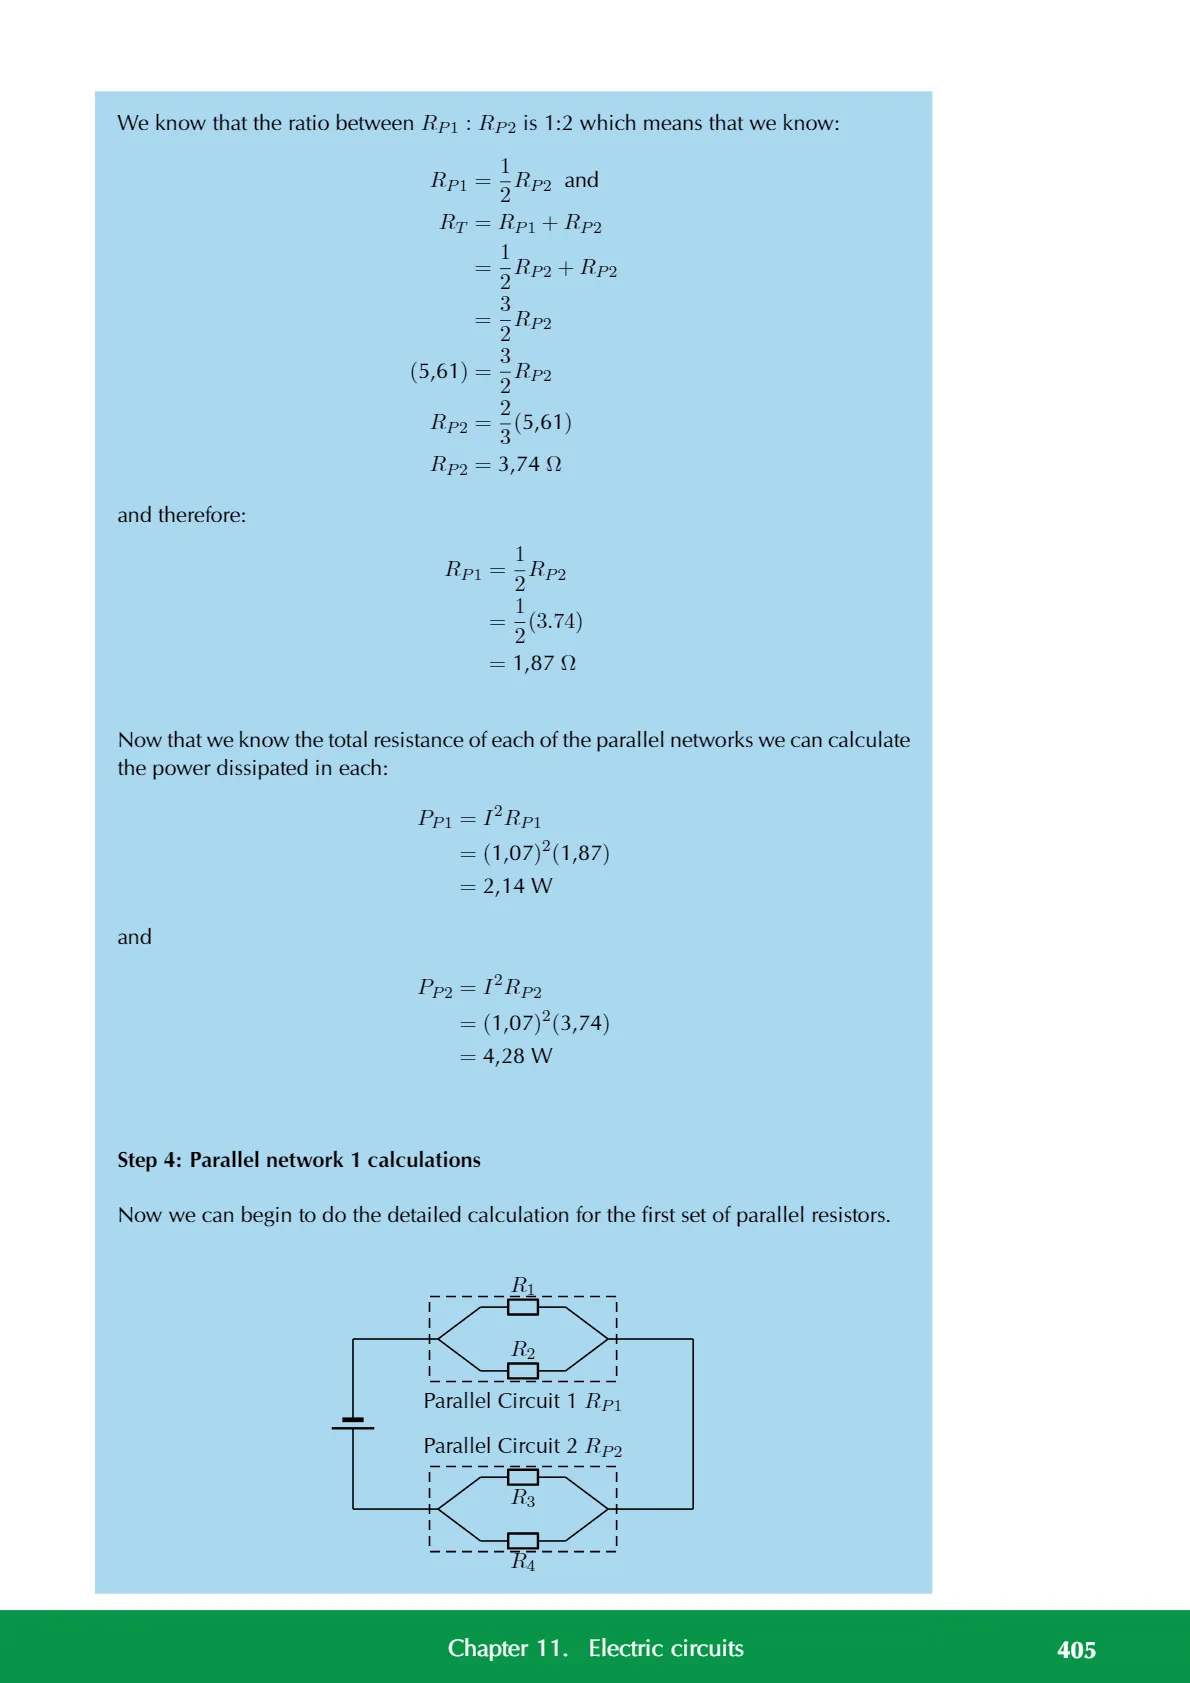 We know that the ratio between R_{P1} : R_{P2} is 1:2 which means that we know:
R_{P1} = \frac{1}{2}R_{P2} and
R_T = R_{P1} + R_{P2}
= \frac{1}{2}R_{P2} + R_{P2}
= \frac{3}{2}R_{P2}
(5,61) = \frac{3}{2}R_{P2}
R_{P2} = \frac{2}{3}(5,61)
R_{P2} = 3,74 Ω
and therefore:
R_{P1} = \frac{1}{2}R_{P2}
= \frac{1}{2}(3.74)
= 1,87 Ω
Now that we know the total resistance of each of the parallel networks we can calculate
the power dissipated in each:
P_{P1} = I^2R_{P1}
= (1,07)^2(1,87)
= 2,14 W
and
P_{P2} = I^2R_{P2}
= (1,07)^2(3,74)
= 4,28 W
Step 4: Parallel network 1 calculations
Now we can begin to do the detailed calculation for the first set of parallel resistors.
R_1
R_2
Parallel Circuit 1 R_{P1}
Parallel Circuit 2 R_{P2}
R_3
R_4
Chapter 11. Electric circuits 405